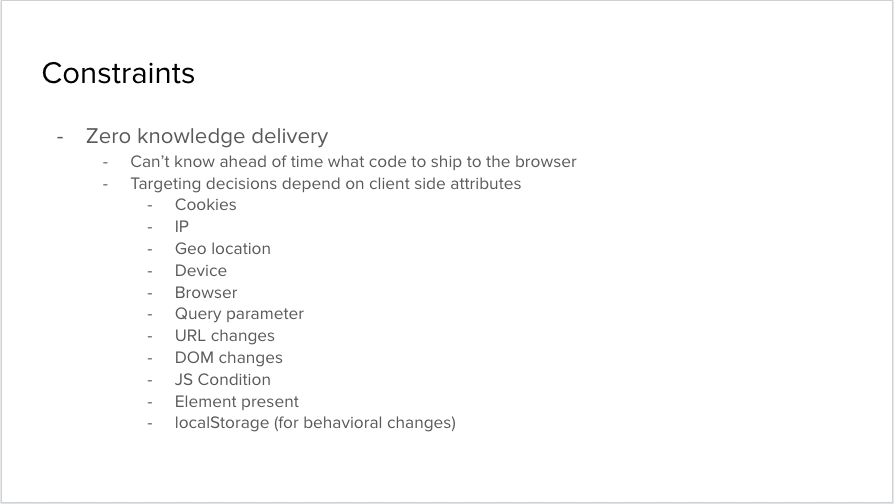 Constraints
- Zero knowledge delivery
- Can’t know ahead of time what code to ship to the browser
- Targeting decisions depend on client side attributes
- Cookies
- IP
- Geo location
- Device
- Browser
- Query parameter
- URL changes
- DOM changes
- JS Condition
- Element present
- localStorage (for behavioral changes)